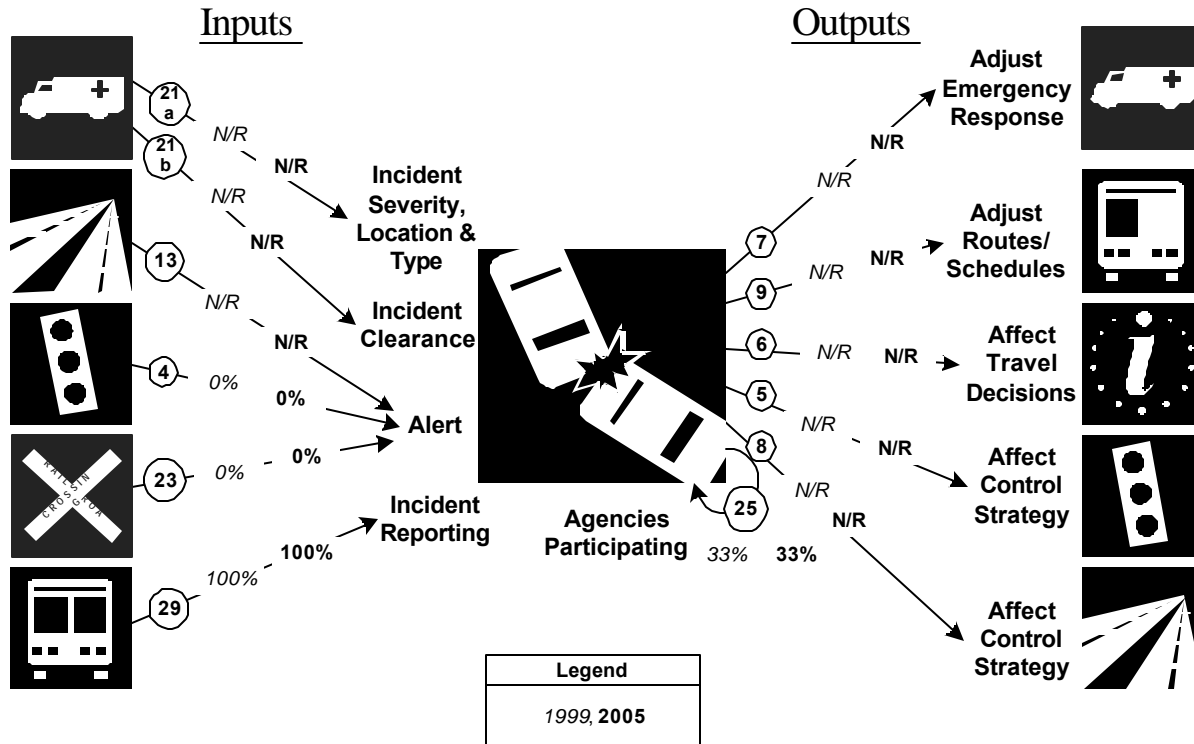 Inputs
Outputs
21
a
N/R
N/R
21
b
N/R
N/R
Incident
Severity,
Location &
Type
13
N/R
N/R
Incident
Clearance
4
0%
0%
Alert
23
0%
0%
RAILROAD
CROSSING
29
100%
100%
Incident
Reporting
Agencies
Participating
25
33%
33%
7
N/R
N/R
Adjust
Emergency
Response
9
N/R
N/R
Adjust
Routes/
Schedules
6
N/R
N/R
Affect
Travel
Decisions
i
5
N/R
N/R
Affect
Control
Strategy
8
N/R
N/R
Affect
Control
Strategy
Legend
1999, 2005